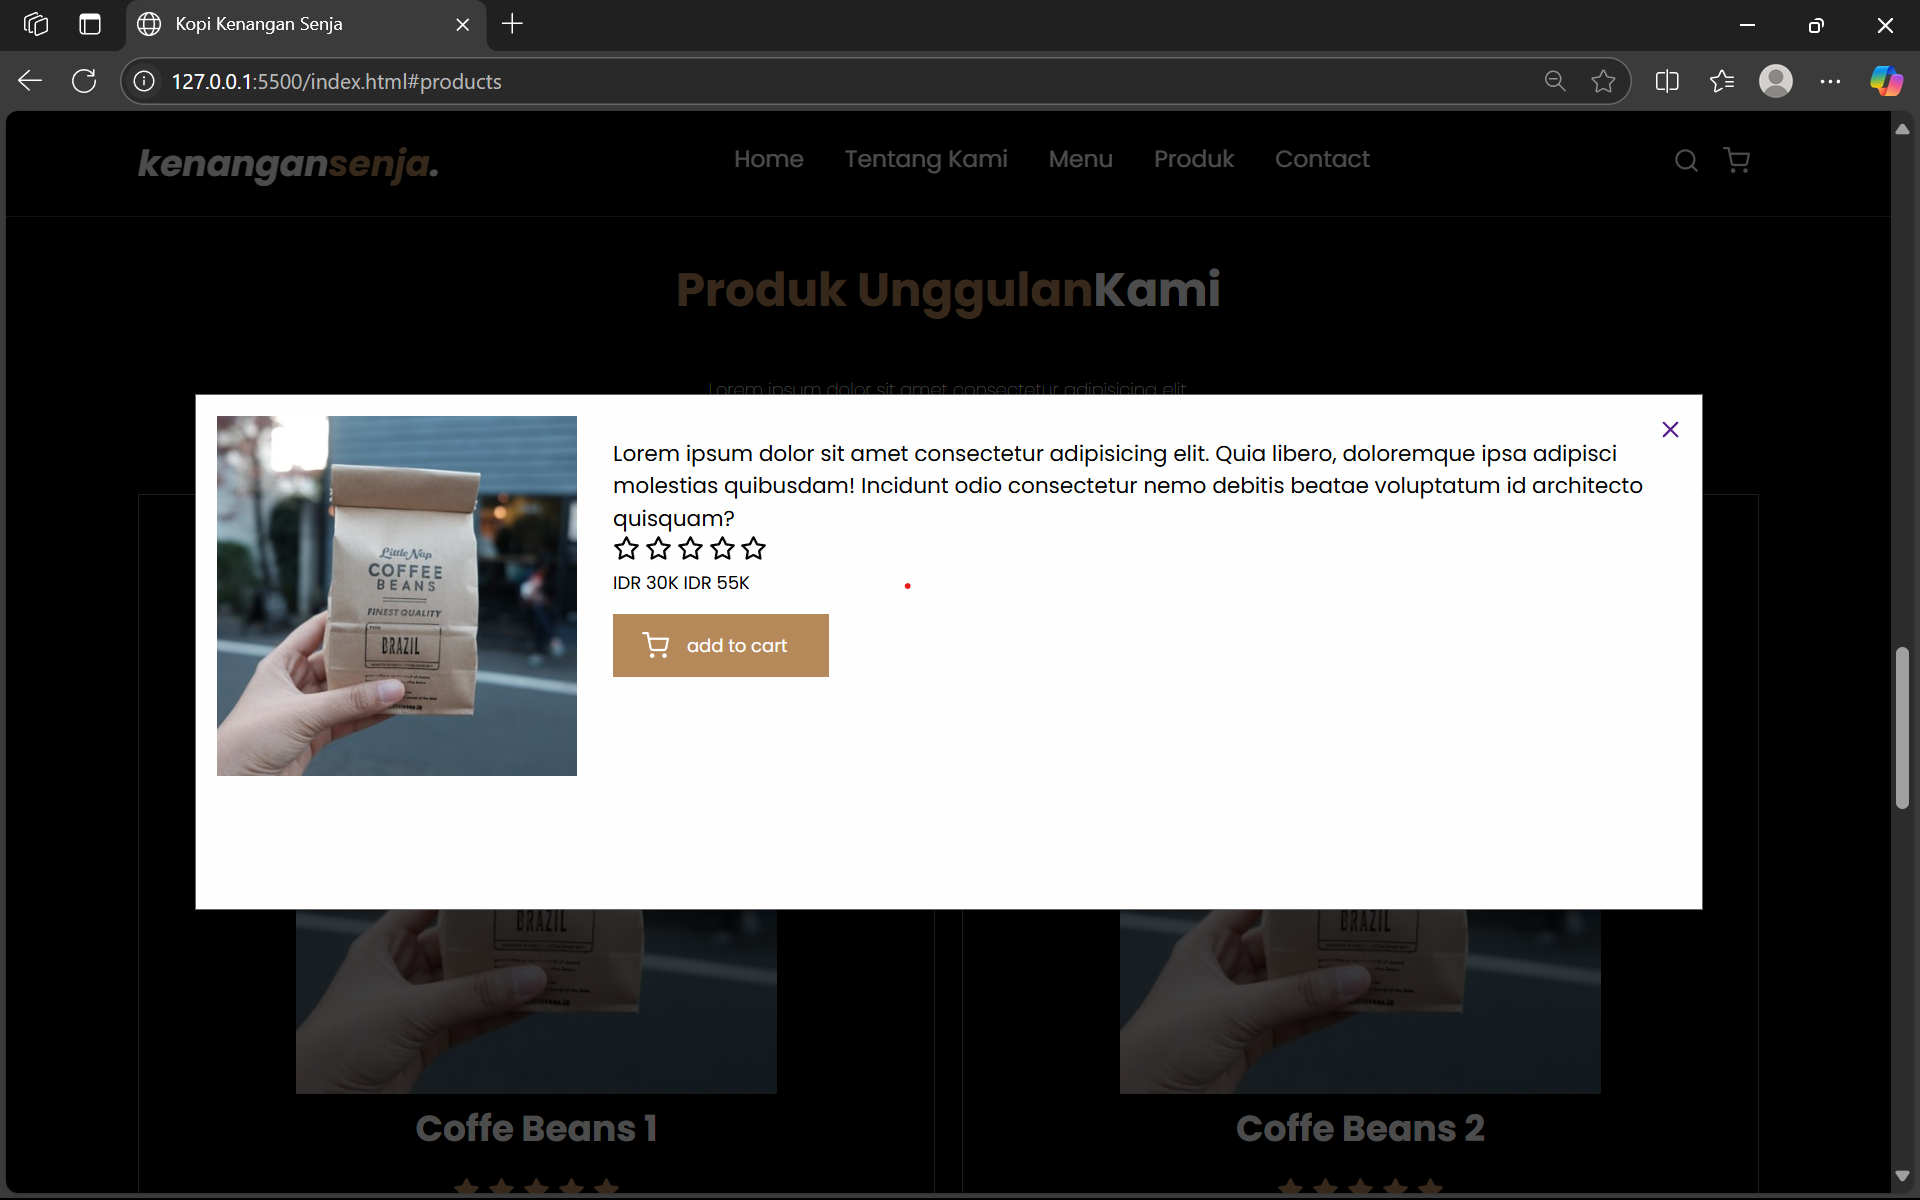 Kopi Kenangan Senja
127.0.0.1:5500/index.html#products
kenangansenja.
Home
Tentang Kami
Menu
Produk
Contact
Produk UnggulanKami
Lorem ipsum dolor sit amet consectetur adipisicing elit.
Lorem ipsum dolor sit amet consectetur adipisicing elit. Quia libero, doloremque ipsa adipisci
molestias quibusdam! Incidunt odio consectetur nemo debitis beatae voluptatum id architecto
quisquam?
IDR 30K IDR 55K
add to cart
Little Nap
COFFEE
BEANS
FINEST QUALITY
BRAZIL
BRAZIL
BRAZIL
Coffe Beans 1
Coffe Beans 2